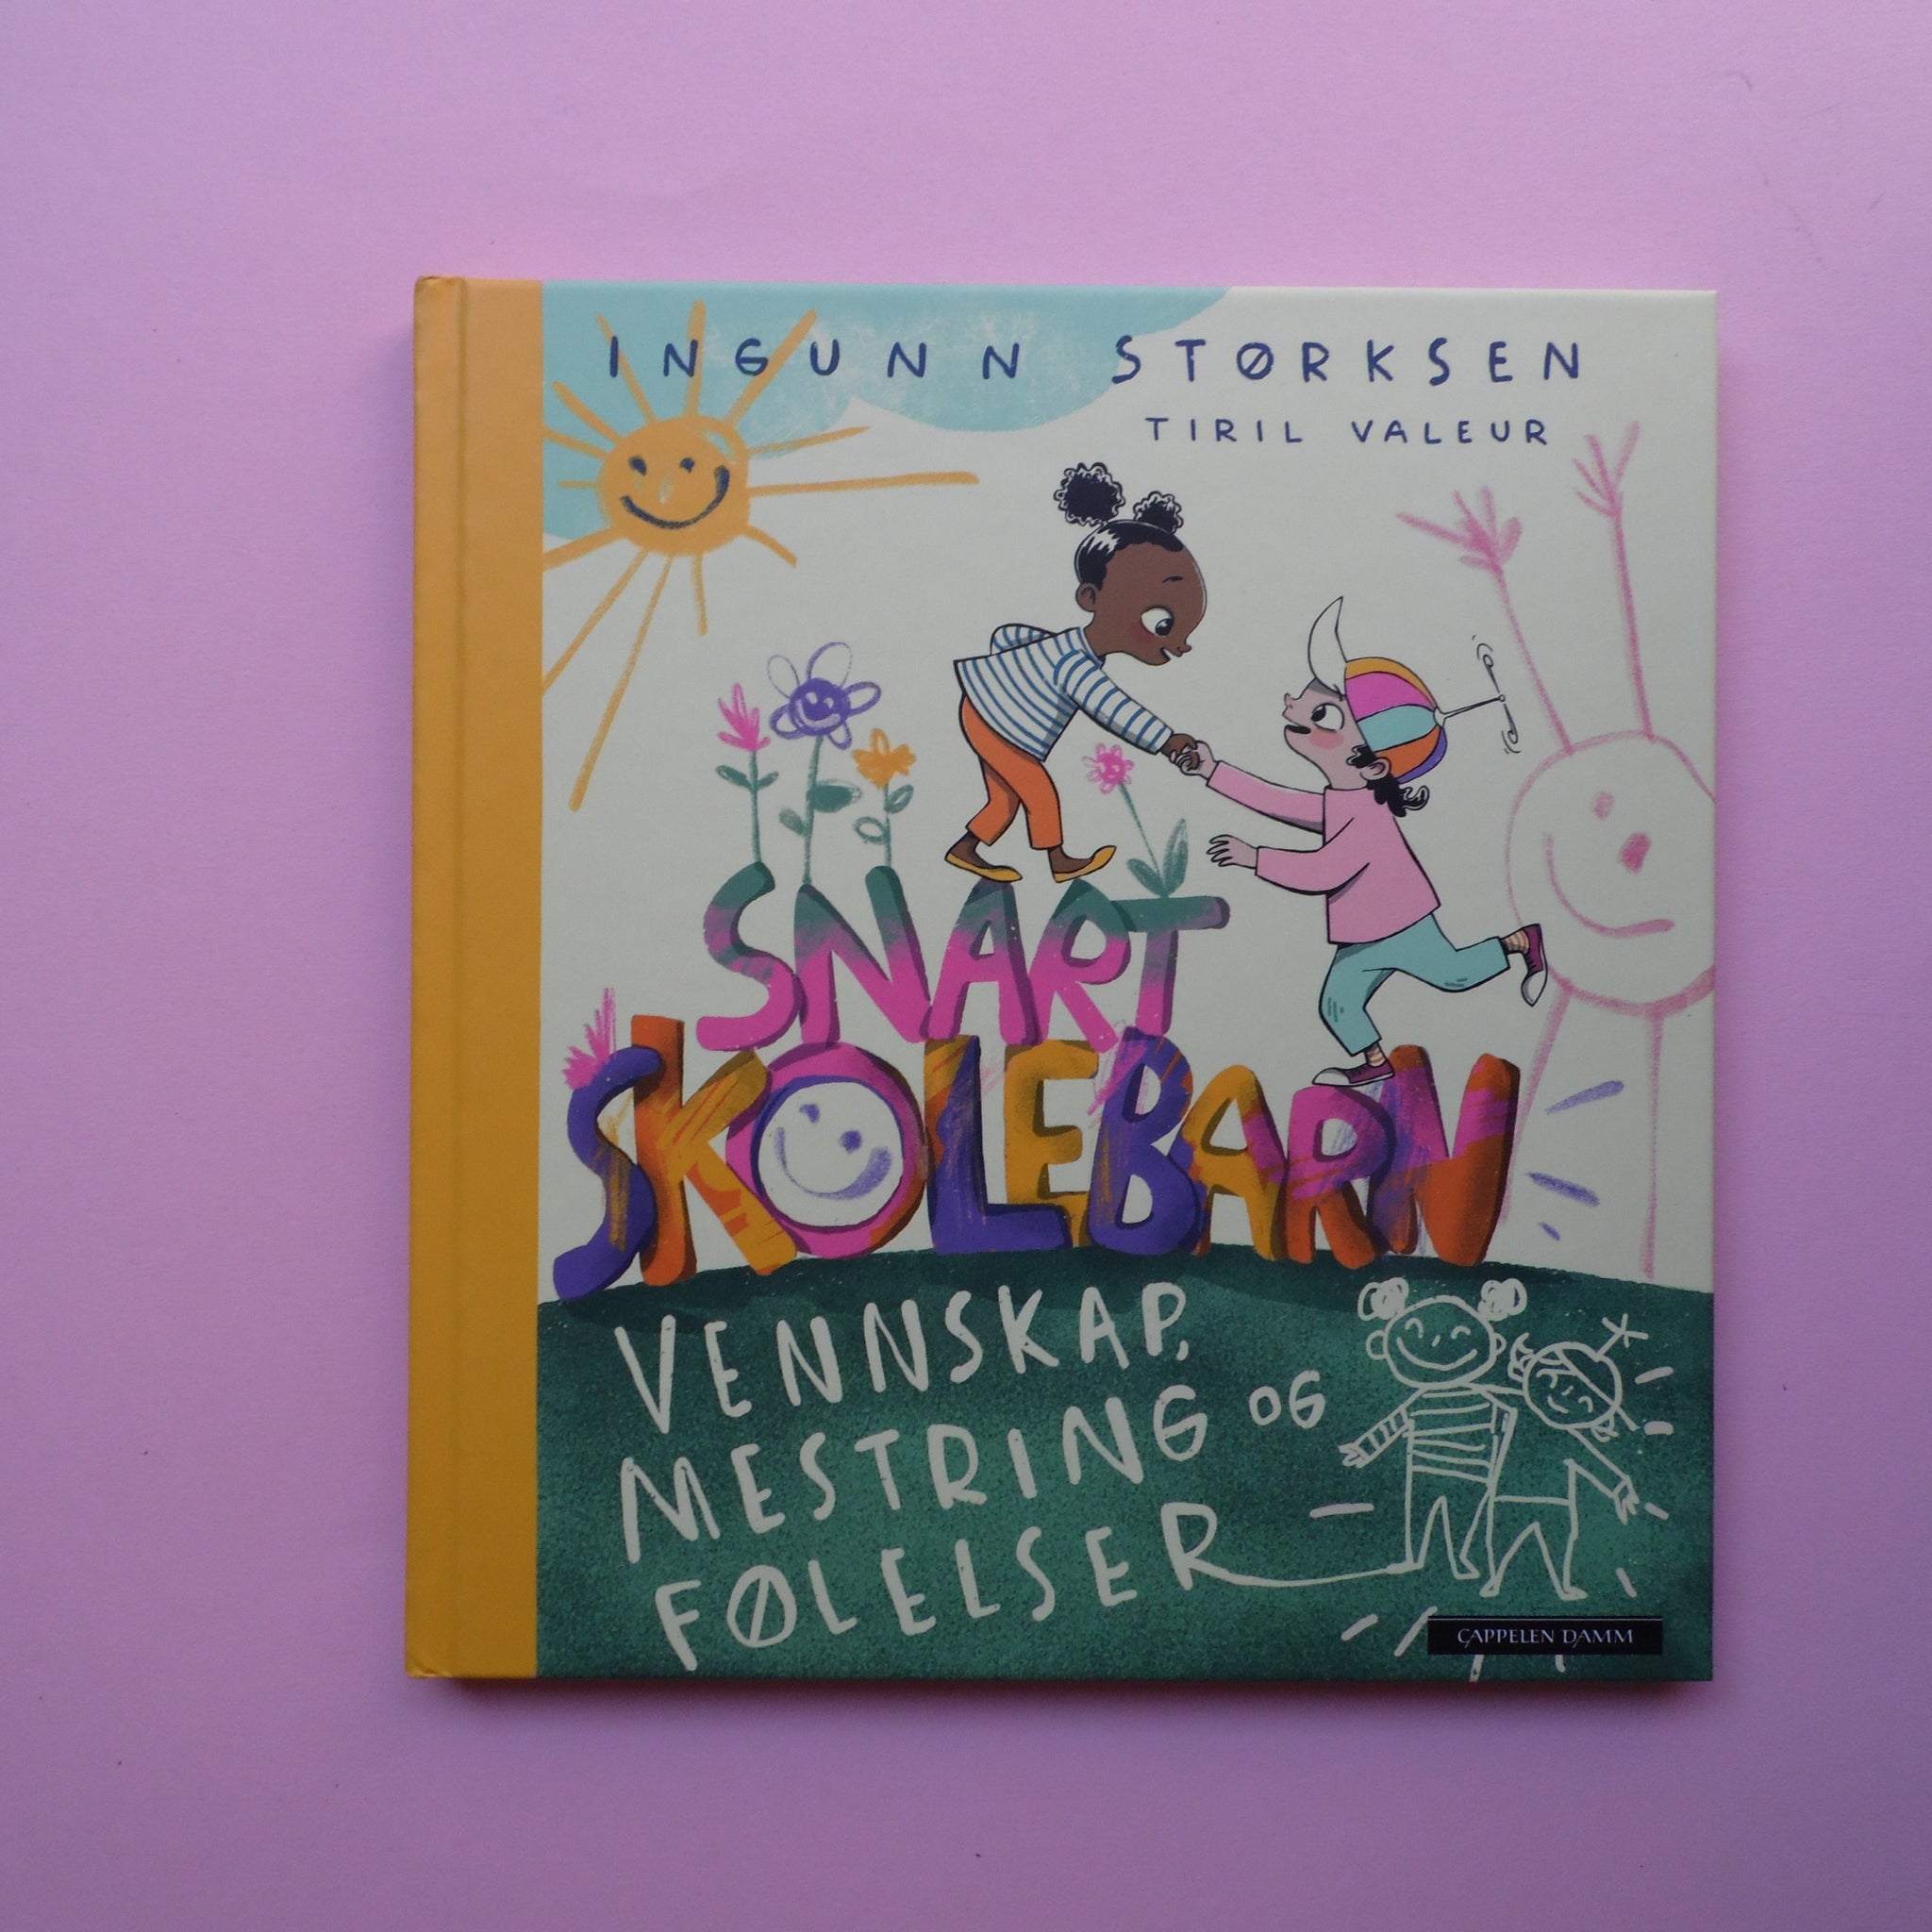 INGUNN STØRKSEN
TIRIL VALEUR
SNART
SKOLEBARN
VENNSKAP,
MESTRING OG
FØLELSER
CAPPELEN DAMM